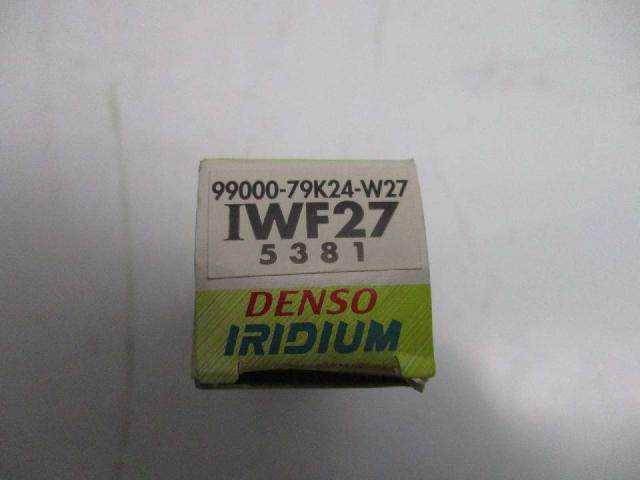 99000-79K24-W27
IWF27
5381
DENSO
IRIDIUM